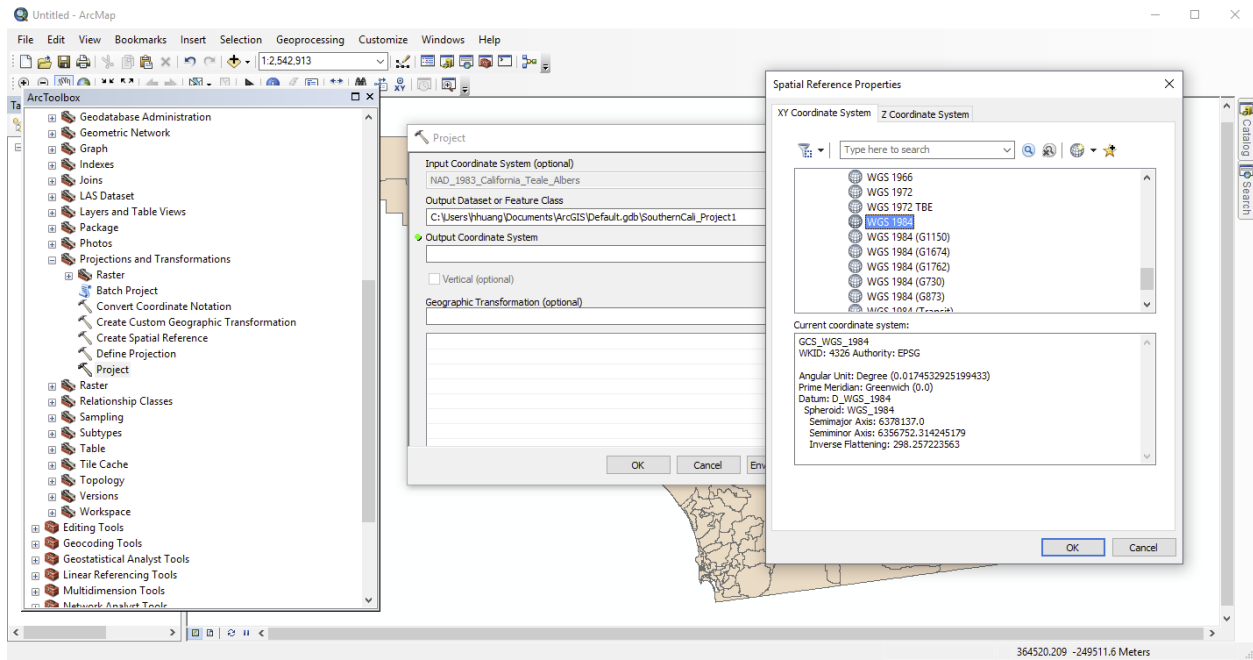 Untitled - ArcMap
File Edit View Bookmarks Insert Selection Geoprocessing Customize Windows Help
1:2,542,913
Ta
ArcToolbox
Geodatabase Administration
Geometric Network
Graph
Indexes
Joins
LAS Dataset
Layers and Table Views
Package
Photos
Projections and Transformations
Raster
Batch Project
Convert Coordinate Notation
Create Custom Geographic Transformation
Create Spatial Reference
Define Projection
Project
Raster
Relationship Classes
Sampling
Subtypes
Table
Tile Cache
Topology
Versions
Workspace
Editing Tools
Geocoding Tools
Geostatistical Analyst Tools
Linear Referencing Tools
Multidimension Tools
Network Analyst Tools
Project
Input Coordinate System (optional)
NAD_1983_California_Teale_Albers
Output Dataset or Feature Class
C:\Users\hhuang\Documents\ArcGIS\Default.gdb\SouthernCali_Project1
Output Coordinate System
Vertical (optional)
Geographic Transformation (optional)
OK Cancel Env
Spatial Reference Properties
XY Coordinate System Z Coordinate System
Type here to search
WGS 1966
WGS 1972
WGS 1972 TBE
WGS 1984
WGS 1984 (G1150)
WGS 1984 (G1674)
WGS 1984 (G1762)
WGS 1984 (G730)
WGS 1984 (G873)
WGS 1984 (Transit)
Current coordinate system:
GCS_WGS_1984
WKID: 4326 Authority: EPSG
Angular Unit: Degree (0.0174532925199433)
Prime Meridian: Greenwich (0.0)
Datum: D_WGS_1984
Spheroid: WGS_1984
Semimajor Axis: 6378137.0
Semiminor Axis: 6356752.314245179
Inverse Flattening: 298.257223563
OK Cancel
Catalog
Search
364520.209 -249511.6 Meters